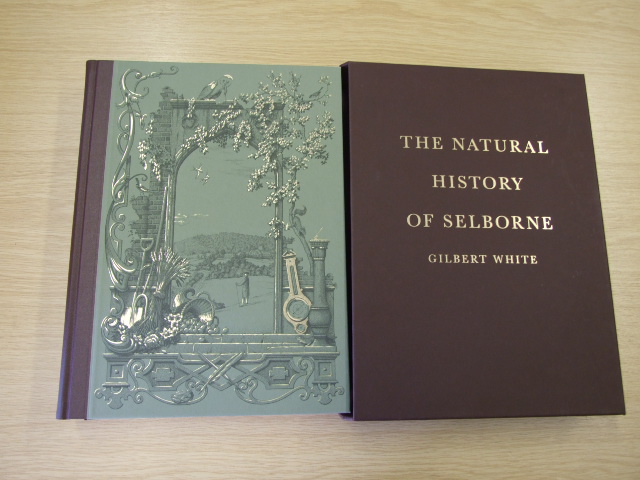 THE NATURAL
HISTORY
OF SELBORNE
GILBERT WHITE